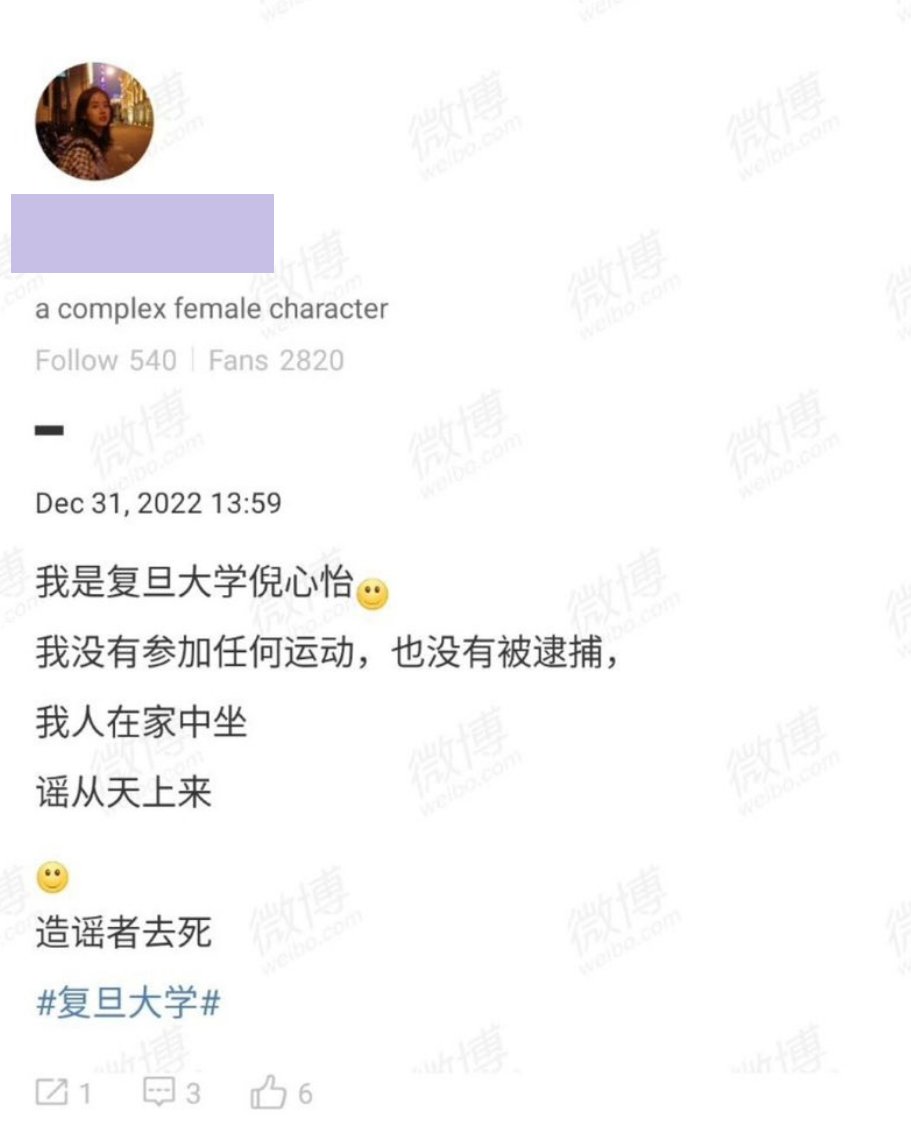 a complex female character
Follow 540 | Fans 2820
Dec 31, 2022 13:59
我是复旦大学倪心怡
我没有参加任何运动，也没有被逮捕，
我人在家中坐
谣从天上来
造谣者去死
#复旦大学#
1 3 6
微博
weibo.com